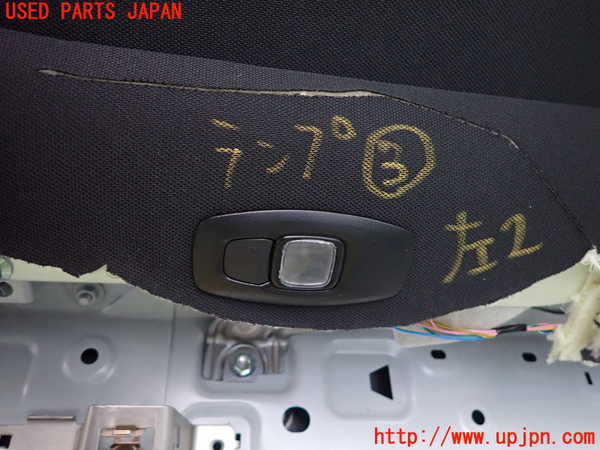 USED PARTS JAPAN
ランプ ③
左2
http://www.upjpn.com/